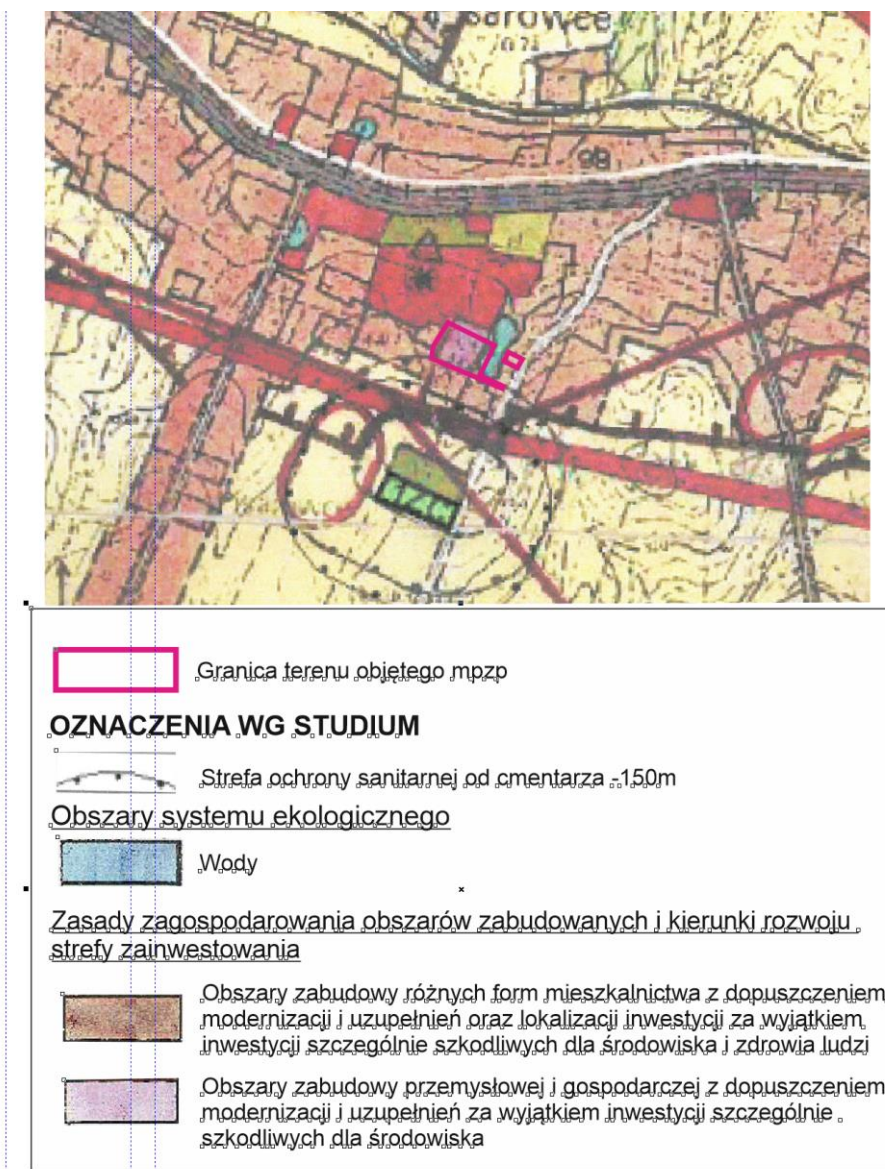 Granica terenu objętego mpzp
OZNACZENIA WG STUDIUM
Strefa ochrony sanitarnej od cmentarza -150m
Obszary systemu ekologicznego
Wody
Zasady zagospodarowania obszarów zabudowanych i kierunki rozwoju
strefy zainwestowania
Obszary zabudowy różnych form mieszkalnictwa z dopuszczeniem
modernizacji i uzupełnień oraz lokalizacji inwestycji za wyjątkiem
inwestycji szczególnie szkodliwych dla środowiska i zdrowia ludzi
Obszary zabudowy przemysłowej i gospodarczej z dopuszczeniem
modernizacji i uzupełnień za wyjątkiem inwestycji szczególnie
szkodliwych dla środowiska